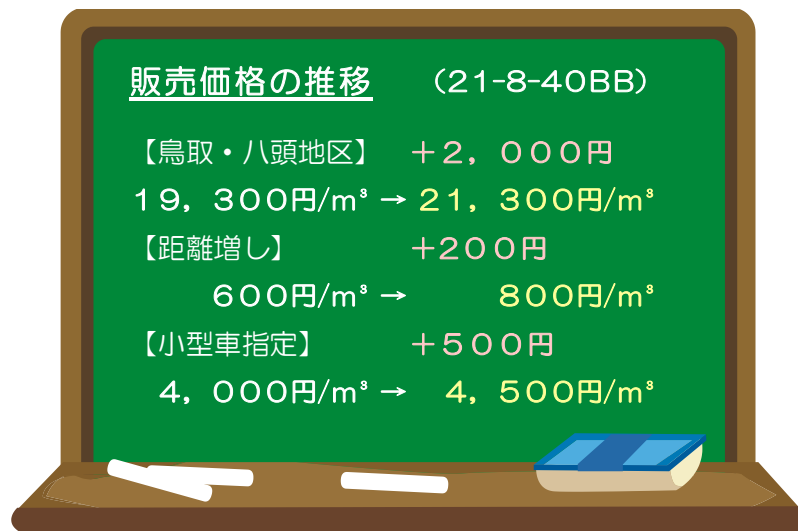 販売価格の推移　（21-8-40BB）
【鳥取・八頭地区】　＋２，０００円
１９，３００円/㎥ → ２１，３００円/㎥
【距離増し】　＋２００円
６００円/㎥ → ８００円/㎥
【小型車指定】　＋５００円
４，０００円/㎥ → ４，５００円/㎥